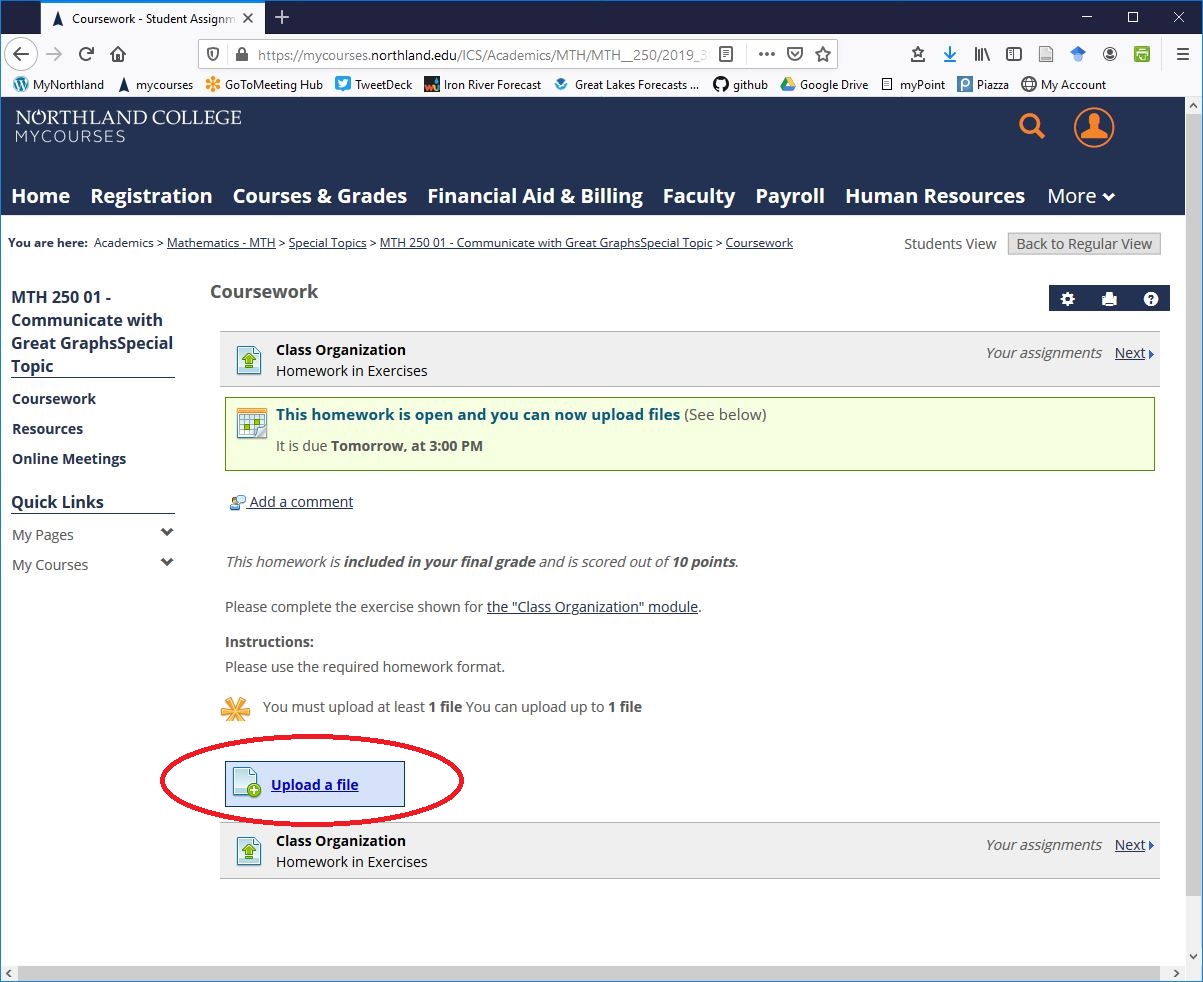 Coursework - Student Assignm
https://mycourses.northland.edu/ICS/Academics/MTH/MTH__250/2019_3
MyNorthland mycourses GoToMeeting Hub TweetDeck Iron River Forecast Great Lakes Forecasts ... github Google Drive myPoint Piazza My Account
NORTHLAND COLLEGE
MYCOURSES
Home Registration Courses & Grades Financial Aid & Billing Faculty Payroll Human Resources More
You are here: Academics > Mathematics - MTH > Special Topics > MTH 250 01 - Communicate with Great GraphsSpecial Topic > Coursework
Students View Back to Regular View
MTH 250 01 -
Communicate with
Great GraphsSpecial
Topic
Coursework
Resources
Online Meetings
Quick Links
My Pages
My Courses
Coursework
Class Organization
Homework in Exercises
Your assignments Next
This homework is open and you can now upload files (See below)
It is due Tomorrow, at 3:00 PM
Add a comment
This homework is included in your final grade and is scored out of 10 points.
Please complete the exercise shown for the "Class Organization" module.
Instructions:
Please use the required homework format.
You must upload at least 1 file You can upload up to 1 file
Upload a file
Class Organization
Homework in Exercises
Your assignments Next